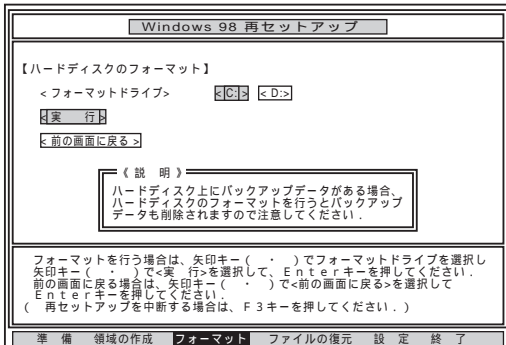 Windows 98 再セットアップ
【ハードディスクのフォーマット】
<フォーマットドライブ> <C:> <D:>
<実 行>
<前の画面に戻る>
《説 明》
ハードディスク上にバックアップデータがある場合、
ハードディスクのフォーマットを行うとバックアップ
データも削除されますので注意してください.
フォーマットを行う場合は、矢印キー( ・ )でフォーマットドライブを選択し
矢印キー( ・ )で<実 行>を選択して、Enterキーを押してください.
前の画面に戻る場合は、矢印キー( ・ )で<前の画面に戻る>を選択して
Enterキーを押してください.
( 再セットアップを中断する場合は、F3キーを押してください.)
準 備 領域の作成 フォーマット ファイルの復元 設 定 終 了